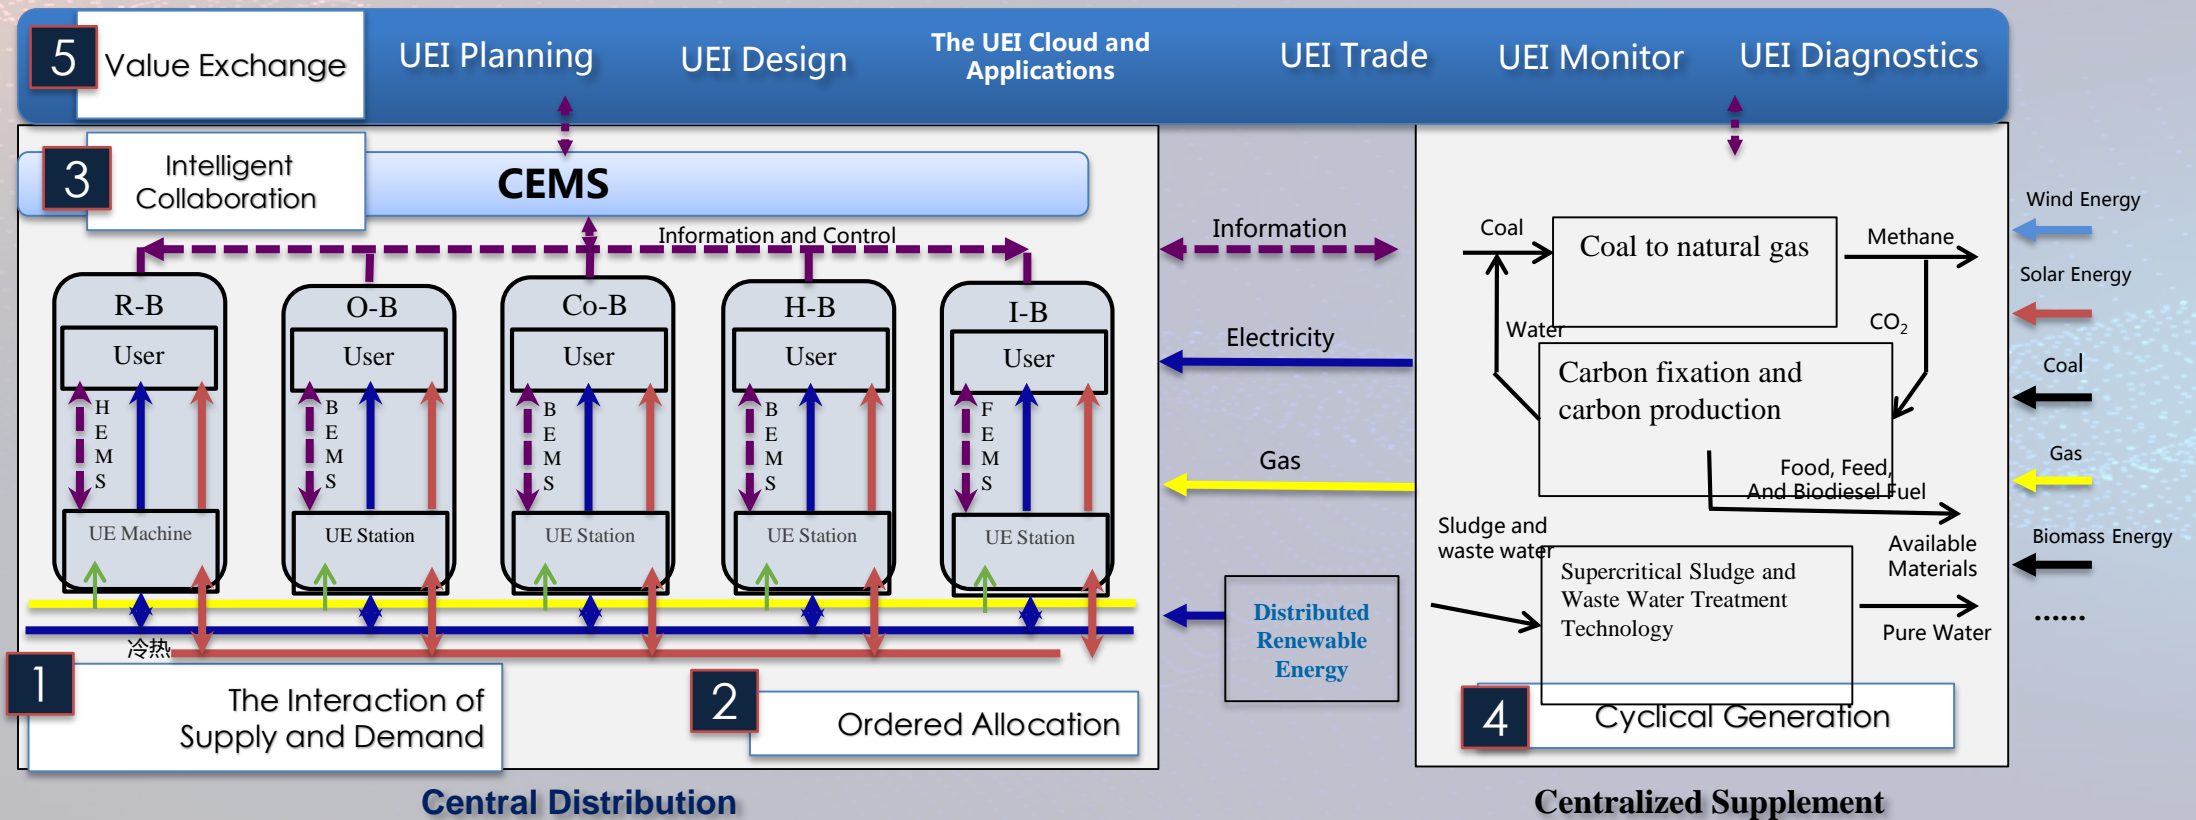 5
Value Exchange
UEI Planning
UEI Design
The UEI Cloud and
Applications
UEI Trade
UEI Monitor
UEI Diagnostics
3
Intelligent
Collaboration
CEMS
Information and Control
R-B
User
H
E
M
S
UE Machine
O-B
User
B
E
M
S
UE Station
Co-B
User
B
E
M
S
UE Station
H-B
User
B
E
M
S
UE Station
I-B
User
F
E
M
S
UE Station
冷热
1
The Interaction of
Supply and Demand
2
Ordered Allocation
Central Distribution
Information
Electricity
Gas
Distributed
Renewable
Energy
Coal
Coal to natural gas
Methane
Water
CO₂
Carbon fixation and
carbon production
Food, Feed,
And Biodiesel Fuel
Sludge and
waste water
Supercritical Sludge and
Waste Water Treatment
Technology
Available
Materials
Pure Water
4
Cyclical Generation
Centralized Supplement
Wind Energy
Solar Energy
Coal
Gas
Biomass Energy
......